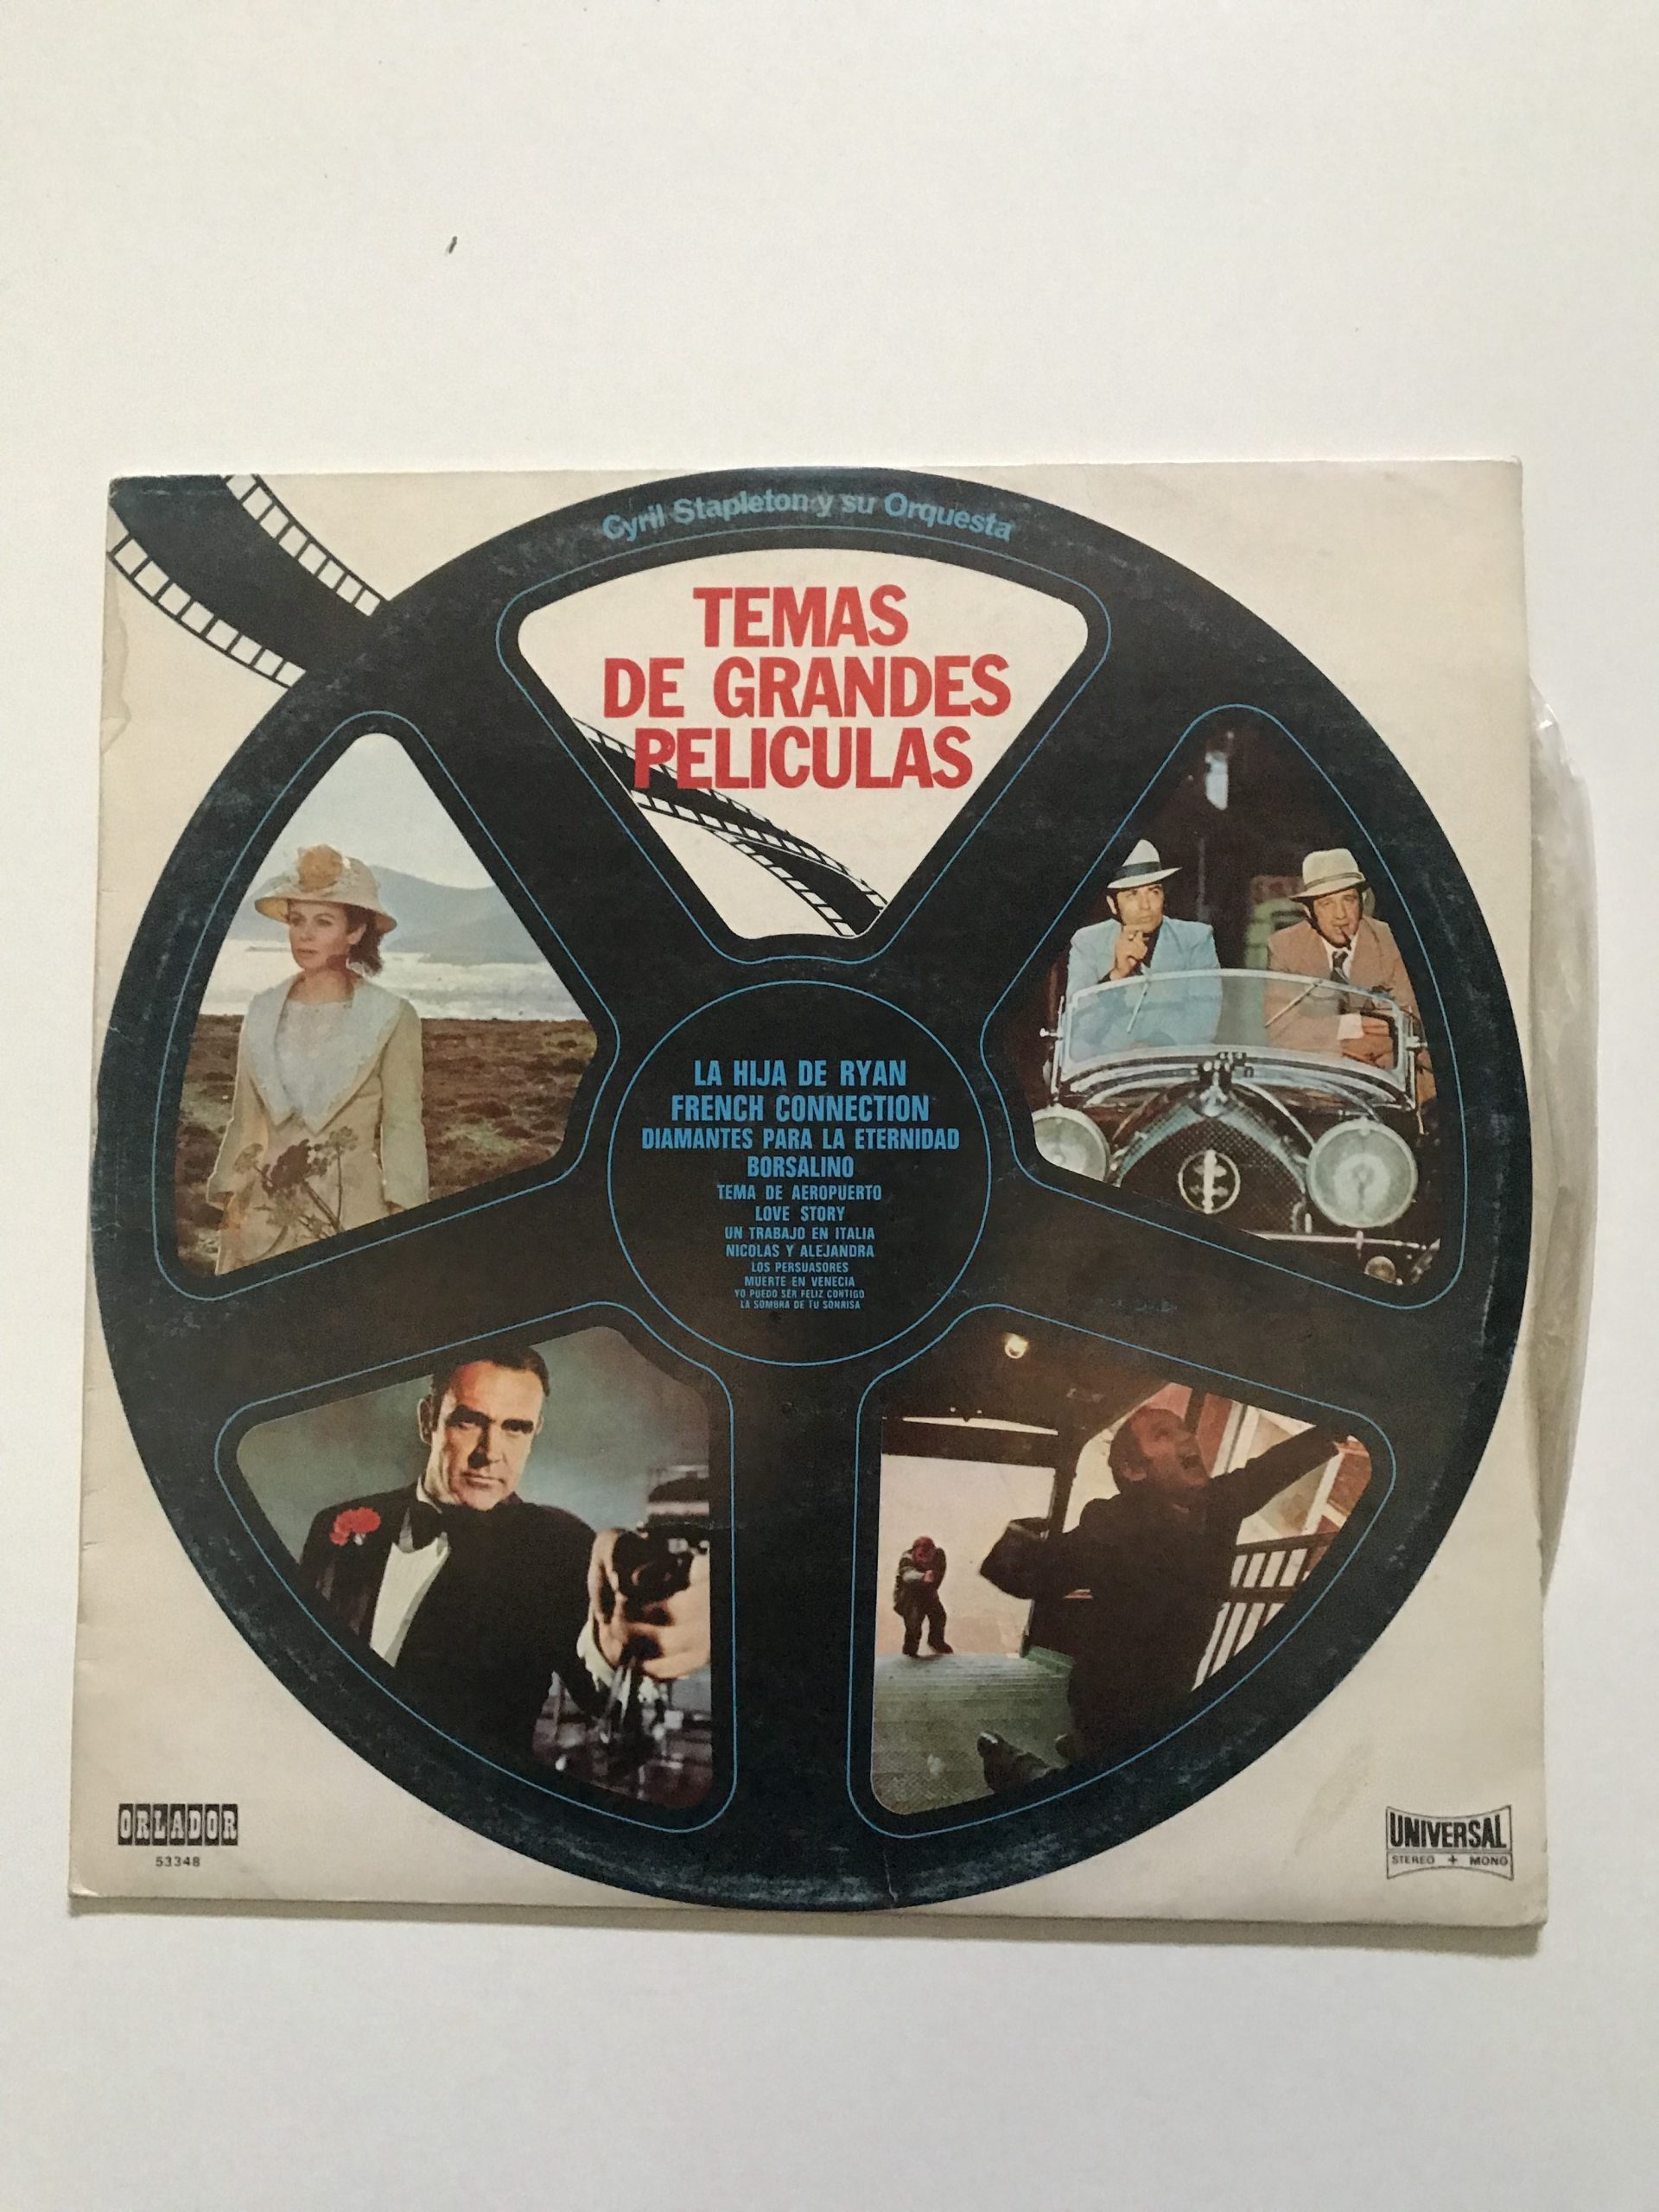 Cyril Stapleton y su Orquesta
TEMAS
DE GRANDES
PELICULAS
LA HIJA DE RYAN
FRENCH CONNECTION
DIAMANTES PARA LA ETERNIDAD
BORSALINO
TEMA DE AEROPUERTO
LOVE STORY
UN TRABAJO EN ITALIA
NICOLAS Y ALEJANDRA
LOS PERSUASORES
MUERTE EN VENECIA
YO PUEDO SER FELIZ CONTIGO
LA SOMBRA DE TU SONRISA
ORLADOR
53348
UNIVERSAL
STEREO + MONO